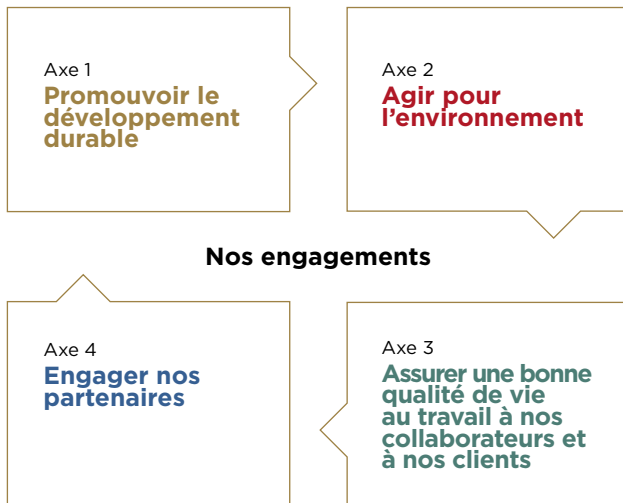 Axe 1
Promouvoir le
développement
durable
Axe 2
Agir pour
l’environnement
Nos engagements
Axe 4
Engager nos
partenaires
Axe 3
Assurer une bonne
qualité de vie
au travail à nos
collaborateurs et
à nos clients